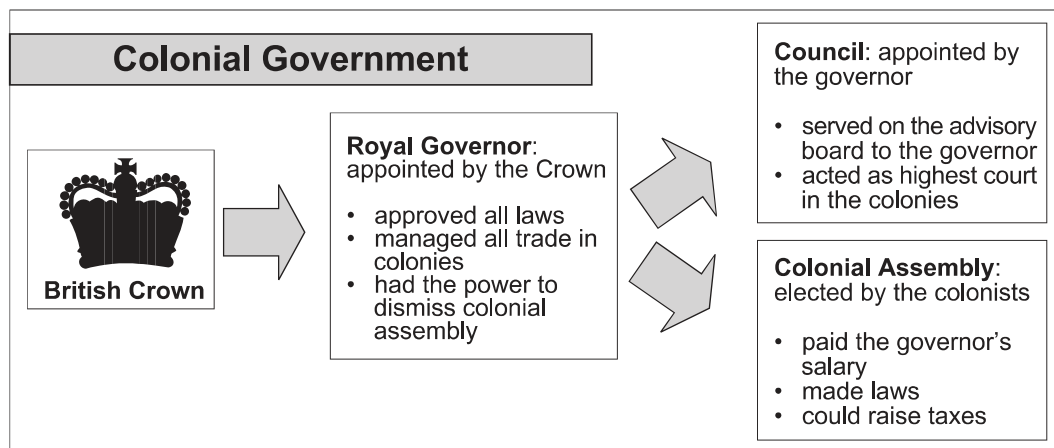 Colonial Government
British Crown
Royal Governor:
appointed by the Crown
• approved all laws
• managed all trade in
colonies
• had the power to
dismiss colonial
assembly
Council: appointed by
the governor
• served on the advisory
board to the governor
• acted as highest court
in the colonies
Colonial Assembly:
elected by the colonists
• paid the governor's
salary
• made laws
• could raise taxes